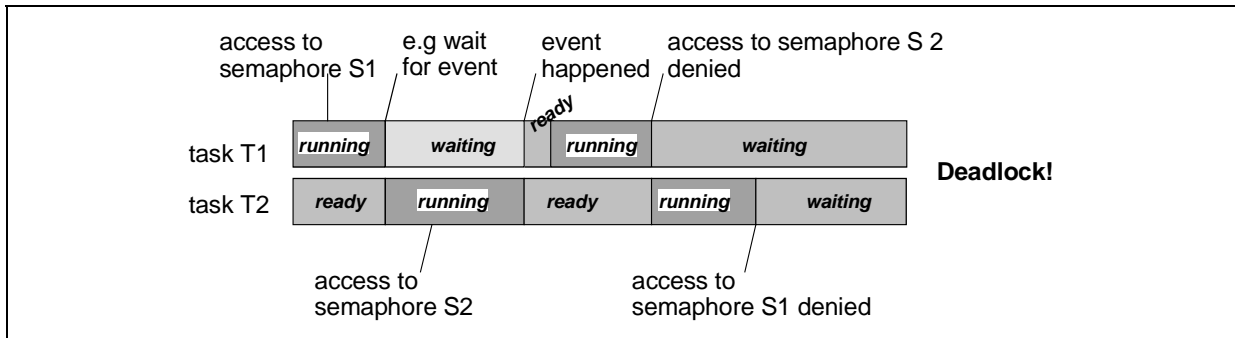 access to
semaphore S1
e.g wait
for event
event
happened
access to semaphore S 2
denied
ready
task T1
running
waiting
running
waiting
Deadlock!
task T2
ready
running
ready
running
waiting
access to
semaphore S2
access to
semaphore S1 denied